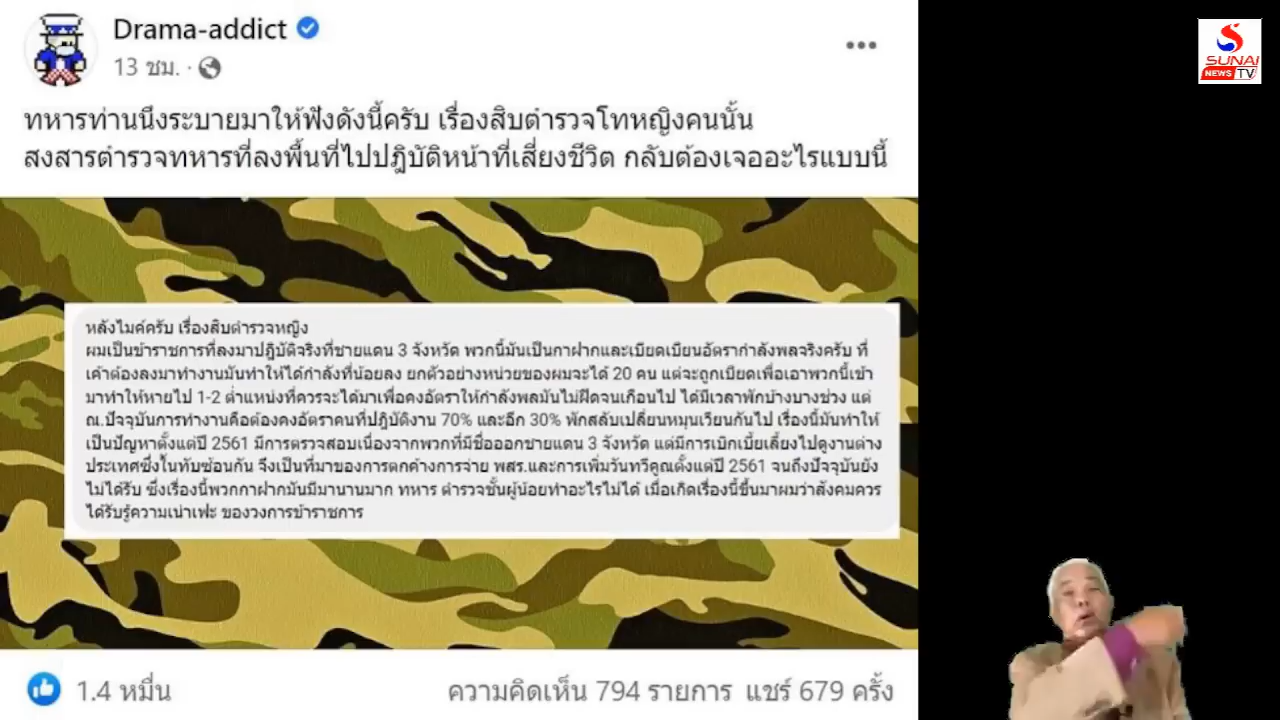 Drama-addict
13 ชม. ·
SUNAI
NEWS TV
ทหารท่านนึงระบายมาให้ฟังดังนี้ครับ เรื่องสิบตำรวจโทหญิงคนนั้น
สงสารตำรวจทหารที่ลงพื้นที่ไปปฏิบัติหน้าที่เสี่ยงชีวิต กลับต้องเจออะไรแบบนี้
หลังไมค์ครับ เรื่องสิบตำรวจหญิง
ผมเป็นข้าราชการที่ลงมาปฎิบัติจริงที่ชายแดน 3 จังหวัด พวกนี้มันเป็นกาฝากและเบียดเบียนอัตรากำลังพลจริงครับ ที่
เค้าต้องลงมาทำงานมันทำให้ได้กำลังที่น้อยลง ยกตัวอย่างหน่วยของผมจะได้ 20 คน แต่จะถูกเบียดเพื่อเอาพวกนี้เข้า
มาทำให้หายไป 1-2 ตำแหน่งที่ควรจะได้มาเพื่อคงอัตราให้กำลังพลมันไม่ฝืดจนเกือนไป ได้มีเวลาพักบ้างบางช่วง แต่
ณ.ปัจจุบันการทำงานคือต้องคงอัตราคนที่ปฎิบัติงาน 70% และอีก 30% พักสลับเปลี่ยนหมุนเวียนกันไป เรื่องนี้มันทำให้
เป็นปัญหาตั้งแต่ปี 2561 มีการตรวจสอบเนื่องจากพวกที่มีชื่อออกชายแดน 3 จังหวัด แต่มีการเบิกเบี้ยเลี้ยงไปดูงานต่าง
ประเทศซึ่งในทับซ้อนกัน จึงเป็นที่มาของการตกค้างการจ่าย พสร.และการเพิ่มวันทวีคูณตั้งแต่ปี 2561 จนถึงปัจจุบันยัง
ไม่ได้รับ ซึ่งเรื่องนี้พวกกาฝากมันมีมานานมาก ทหาร ตำรวจชั้นผู้น้อยทำอะไรไม่ได้ เมื่อเกิดเรื่องนี้ขึ้นมาผมว่าสังคมควร
ได้รับรู้ความเน่าเฟะ ของวงการข้าราชการ
1.4 หมื่น
ความคิดเห็น 794 รายการ แชร์ 679 ครั้ง